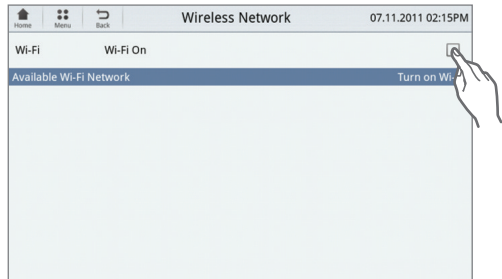 Home Menu Back Wireless Network 07.11.2011 02:15PM
Wi-Fi Wi-Fi On
Available Wi-Fi Network Turn on Wi-